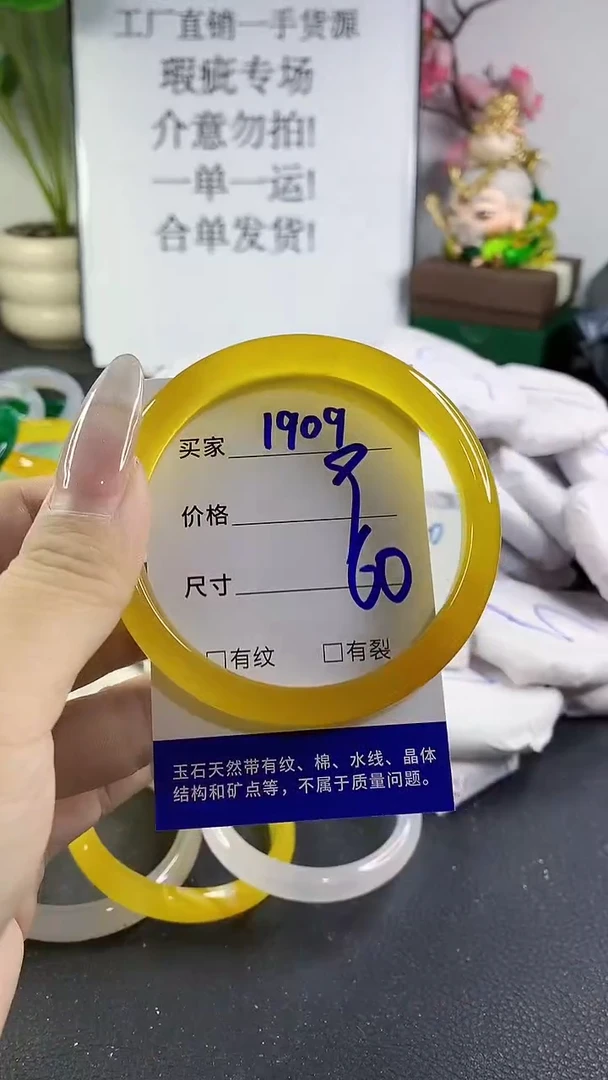 工厂直销一手货源
瑕疵专场
介意勿拍!
一单一运!
合单发货!
买家 1909
价格
尺寸 60
□有纹 □有裂
玉石天然带有纹、棉、水线、晶体
结构和矿点等，不属于质量问题。